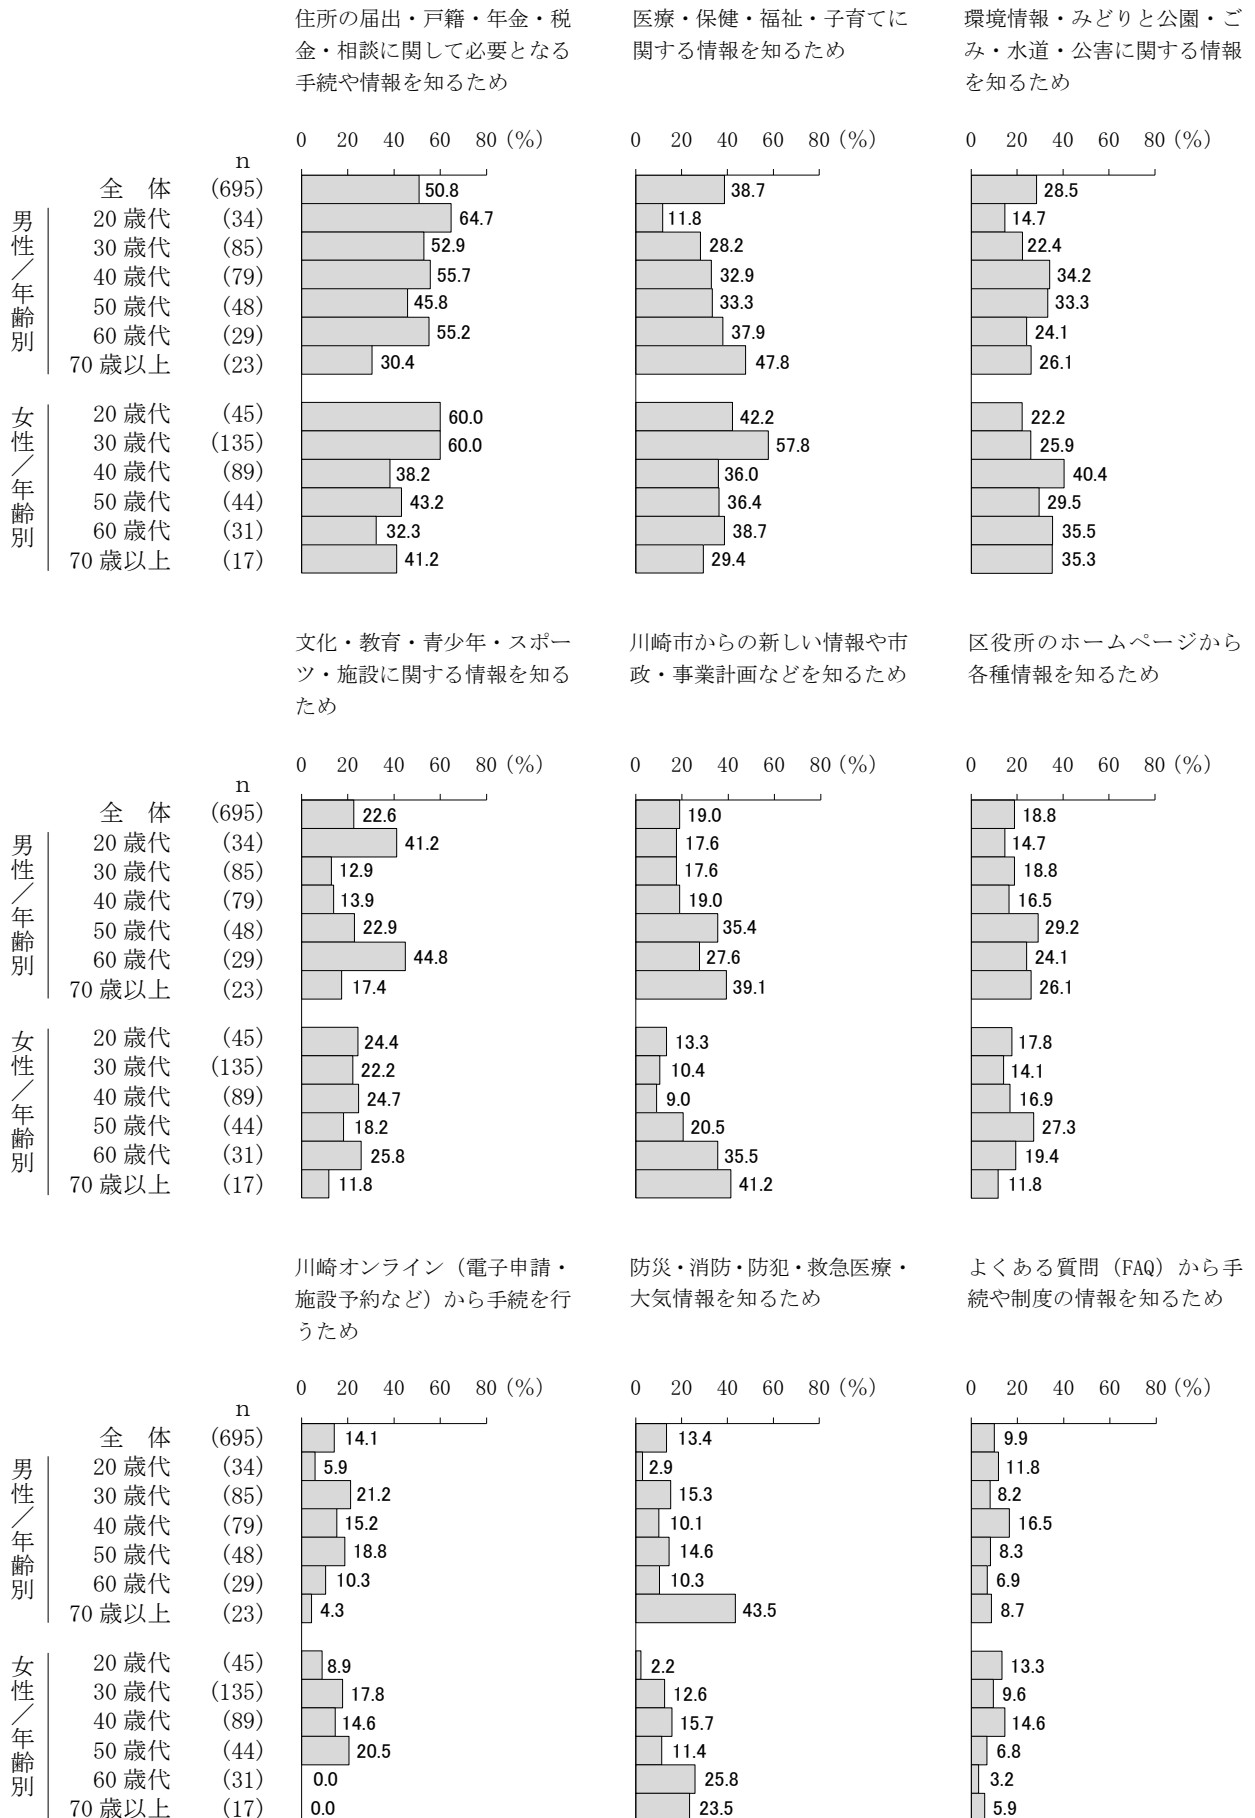 住所の届出・戸籍・年金・税
金・相談に関して必要となる
手続や情報を知るため
医療・保健・福祉・子育てに
関する情報を知るため
環境情報・みどりと公園・ご
み・水道・公害に関する情報
を知るため
0 20 40 60 80 (%) 0 20 40 60 80 (%) 0 20 40 60 80 (%)
n
全 体 (695) 50.8 38.7 28.5
男性／年齢別
20 歳代 (34) 64.7 11.8 14.7
30 歳代 (85) 52.9 28.2 22.4
40 歳代 (79) 55.7 32.9 34.2
50 歳代 (48) 45.8 33.3 33.3
60 歳代 (29) 55.2 37.9 24.1
70 歳以上 (23) 30.4 47.8 26.1
女性／年齢別
20 歳代 (45) 60.0 42.2 22.2
30 歳代 (135) 60.0 57.8 25.9
40 歳代 (89) 38.2 36.0 40.4
50 歳代 (44) 43.2 36.4 29.5
60 歳代 (31) 32.3 38.7 35.5
70 歳以上 (17) 41.2 29.4 35.3
文化・教育・青少年・スポー
ツ・施設に関する情報を知る
ため
川崎市からの新しい情報や市
政・事業計画などを知るため
区役所のホームページから
各種情報を知るため
0 20 40 60 80 (%) 0 20 40 60 80 (%) 0 20 40 60 80 (%)
n
全 体 (695) 22.6 19.0 18.8
男性／年齢別
20 歳代 (34) 41.2 17.6 14.7
30 歳代 (85) 12.9 17.6 18.8
40 歳代 (79) 13.9 19.0 16.5
50 歳代 (48) 22.9 35.4 29.2
60 歳代 (29) 44.8 27.6 24.1
70 歳以上 (23) 17.4 39.1 26.1
女性／年齢別
20 歳代 (45) 24.4 13.3 17.8
30 歳代 (135) 22.2 10.4 14.1
40 歳代 (89) 24.7 9.0 16.9
50 歳代 (44) 18.2 20.5 27.3
60 歳代 (31) 25.8 35.5 19.4
70 歳以上 (17) 11.8 41.2 11.8
川崎オンライン（電子申請・
施設予約など）から手続を行
うため
防災・消防・防犯・救急医療・
大気情報を知るため
よくある質問（FAQ）から手
続や制度の情報を知るため
0 20 40 60 80 (%) 0 20 40 60 80 (%) 0 20 40 60 80 (%)
n
全 体 (695) 14.1 13.4 9.9
男性／年齢別
20 歳代 (34) 5.9 2.9 11.8
30 歳代 (85) 21.2 15.3 8.2
40 歳代 (79) 15.2 10.1 16.5
50 歳代 (48) 18.8 14.6 8.3
60 歳代 (29) 10.3 10.3 6.9
70 歳以上 (23) 4.3 43.5 8.7
女性／年齢別
20 歳代 (45) 8.9 2.2 13.3
30 歳代 (135) 17.8 12.6 9.6
40 歳代 (89) 14.6 15.7 14.6
50 歳代 (44) 20.5 11.4 6.8
60 歳代 (31) 0.0 25.8 3.2
70 歳以上 (17) 0.0 23.5 5.9